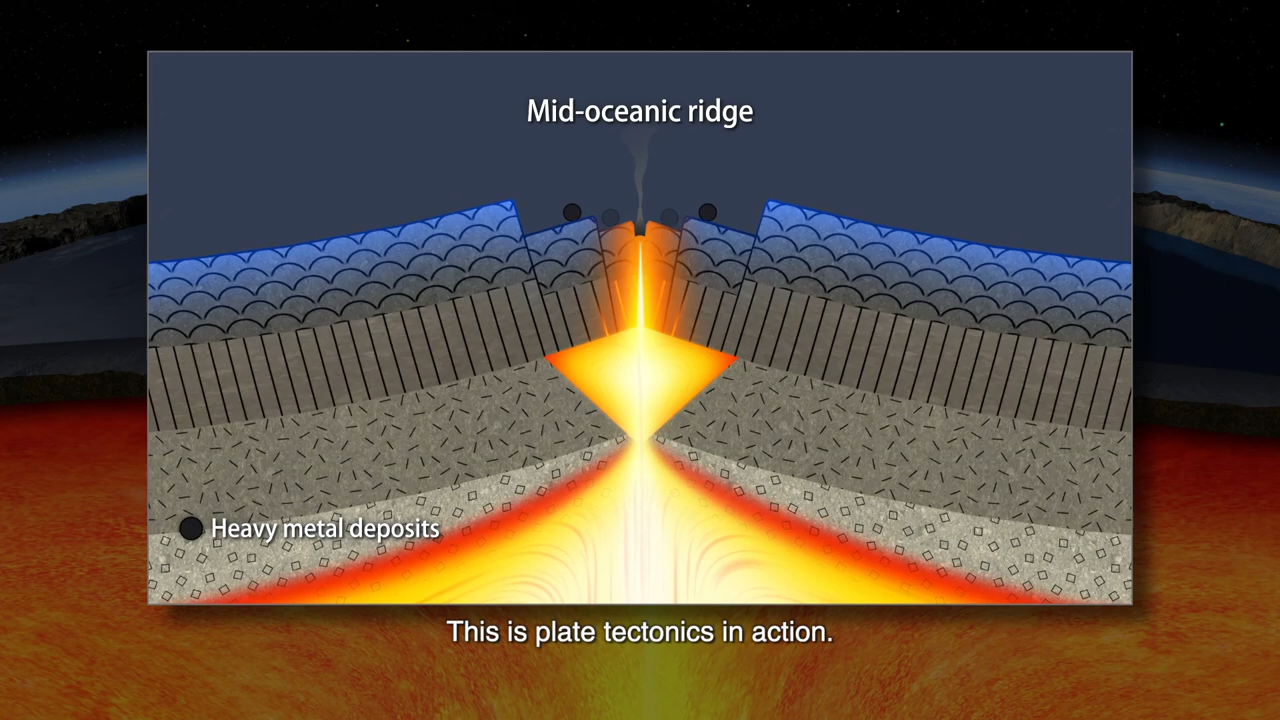 Mid-oceanic ridge
Heavy metal deposits
This is plate tectonics in action.